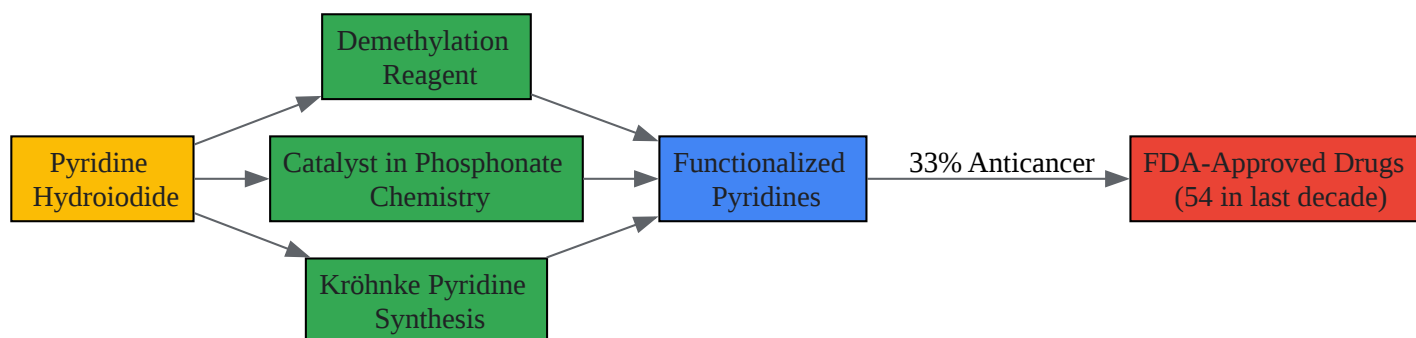 Demethylation
Reagent
Pyridine
Hydroiodide
Catalyst in Phosphonate
Chemistry
Kröhnke Pyridine
Synthesis
Functionalized
Pyridines
33% Anticancer
FDA-Approved Drugs
(54 in last decade)